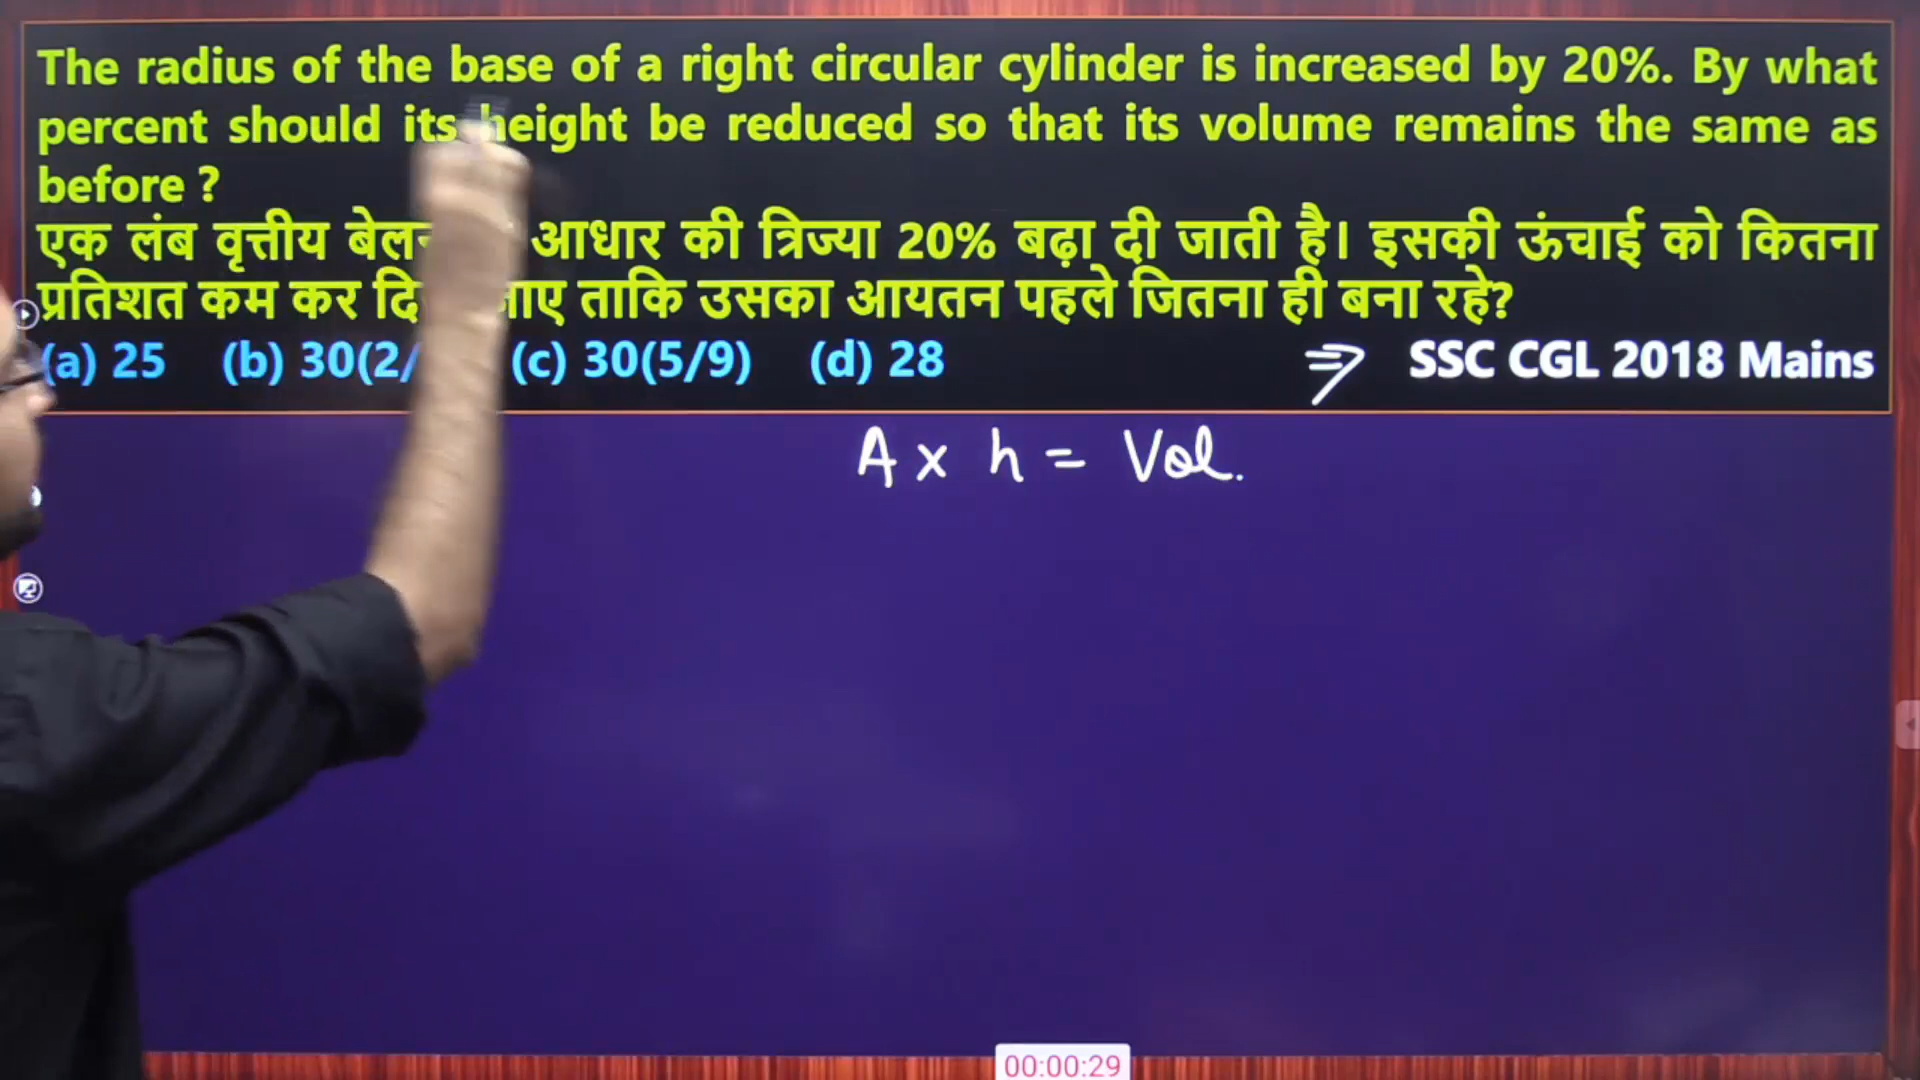 The radius of the base of a right circular cylinder is increased by 20%. By what
percent should its height be reduced so that its volume remains the same as
before ?
एक लंब वृत्तीय आधार की त्रिज्या 20% बढ़ा दी जाती है। इसकी ऊंचाई को कितना
प्रतिशत कम कर ताकि उसका आयतन पहले जितना ही बना रहे?
(a) 25 (b) 30(2/ (c) 30(5/9) (d) 28 ⇒ SSC CGL 2018 Mains
A x h = Vol.
00:00:29